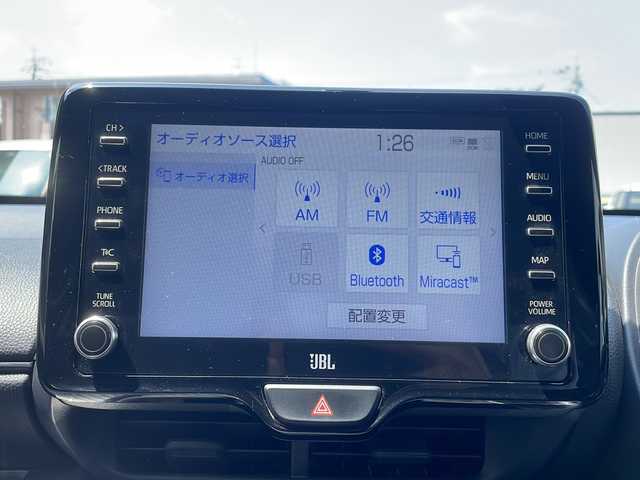 CH >
<TRACK
PHONE
T&C
TUNE
SCROLL
オーディオソース選択
1:26
オーディオ選択
AUDIO OFF
AM
FM
交通情報
USB
Bluetooth
Miracast™
配置変更
HOME
MENU
AUDIO
MAP
POWER
VOLUME
JBL